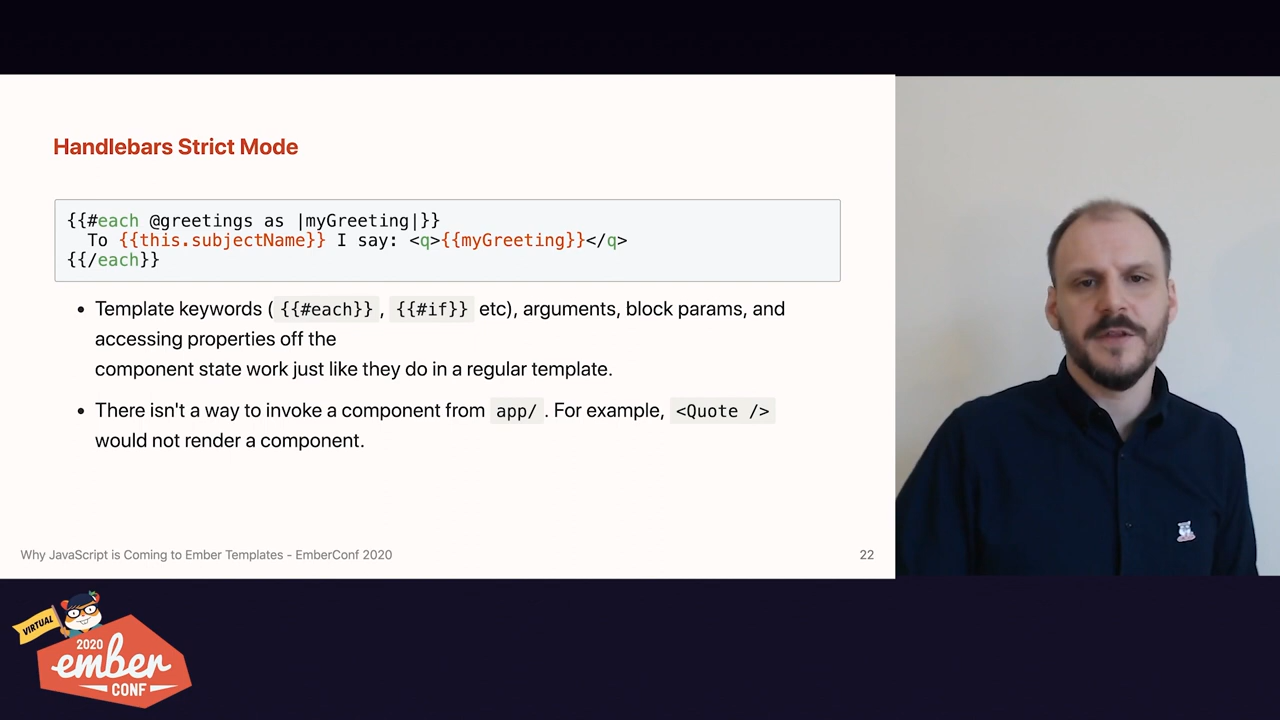 Handlebars Strict Mode
{{#each @greetings as |myGreeting|}}
To {{this.subjectName}} I say: <q>{{myGreeting}}</q>
{{/each}}
• Template keywords ( {{#each}} , {{#if}} etc), arguments, block params, and
accessing properties off the
component state work just like they do in a regular template.
• There isn't a way to invoke a component from app/ . For example, <Quote />
would not render a component.
Why JavaScript is Coming to Ember Templates - EmberConf 2020
22
VIRTUAL
2020
ember
CONF